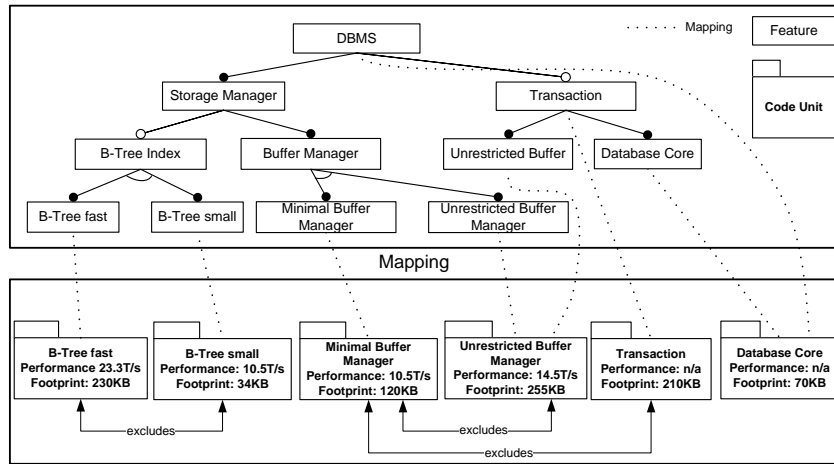 DBMS
Mapping
Feature
Storage Manager
Transaction
Code Unit
B-Tree Index
Buffer Manager
Unrestricted Buffer
Database Core
B-Tree fast
B-Tree small
Minimal Buffer
Manager
Unrestricted Buffer
Manager
Mapping
B-Tree fast
Performance 23.3T/s
Footprint: 230KB
B-Tree small
Performance: 10.5T/s
Footprint: 34KB
Minimal Buffer
Manager
Performance: 10.5T/s
Footprint: 120KB
Unrestricted Buffer
Manager
Performance: 14.5T/s
Footprint: 255KB
Transaction
Performance: n/a
Footprint: 210KB
Database Core
Performance: n/a
Footprint: 70KB
excludes
excludes
excludes